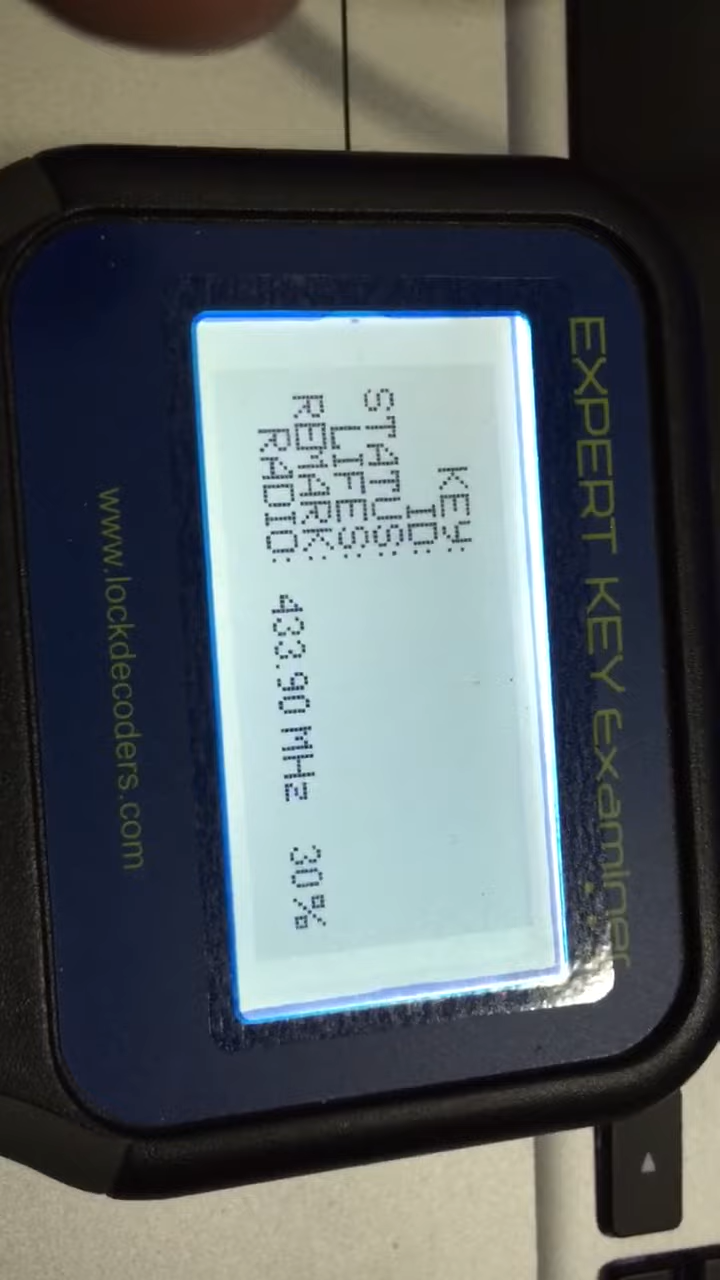 EXPERT KEY Examiner
KEY:
ID:
STATUS:
LIFES:
REMARK:
RADIO: 433.90 MHz 30%
www.lockdecoders.com